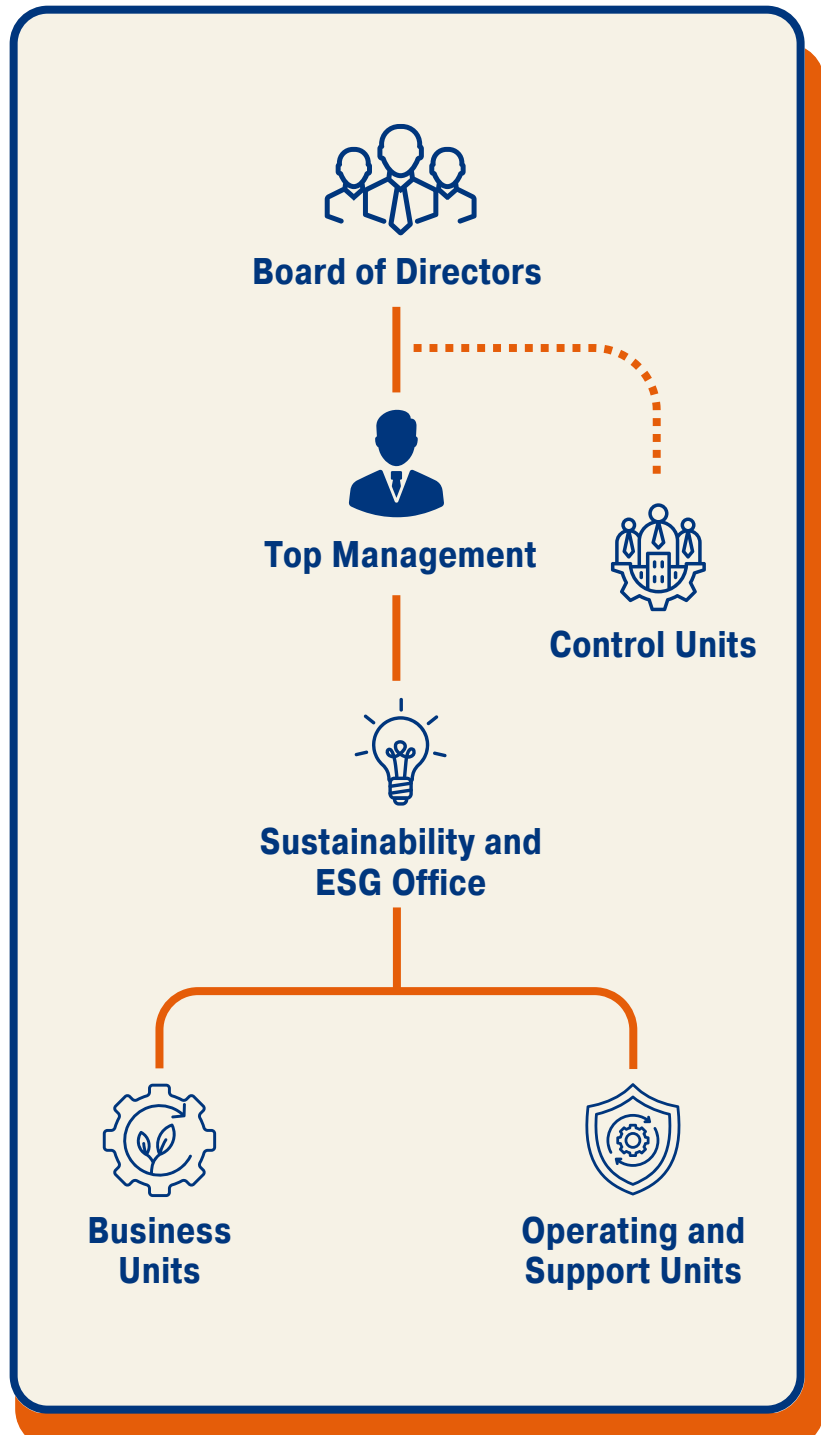 Board of Directors
Top Management
Control Units
Sustainability and
ESG Office
Business
Units
Operating and
Support Units